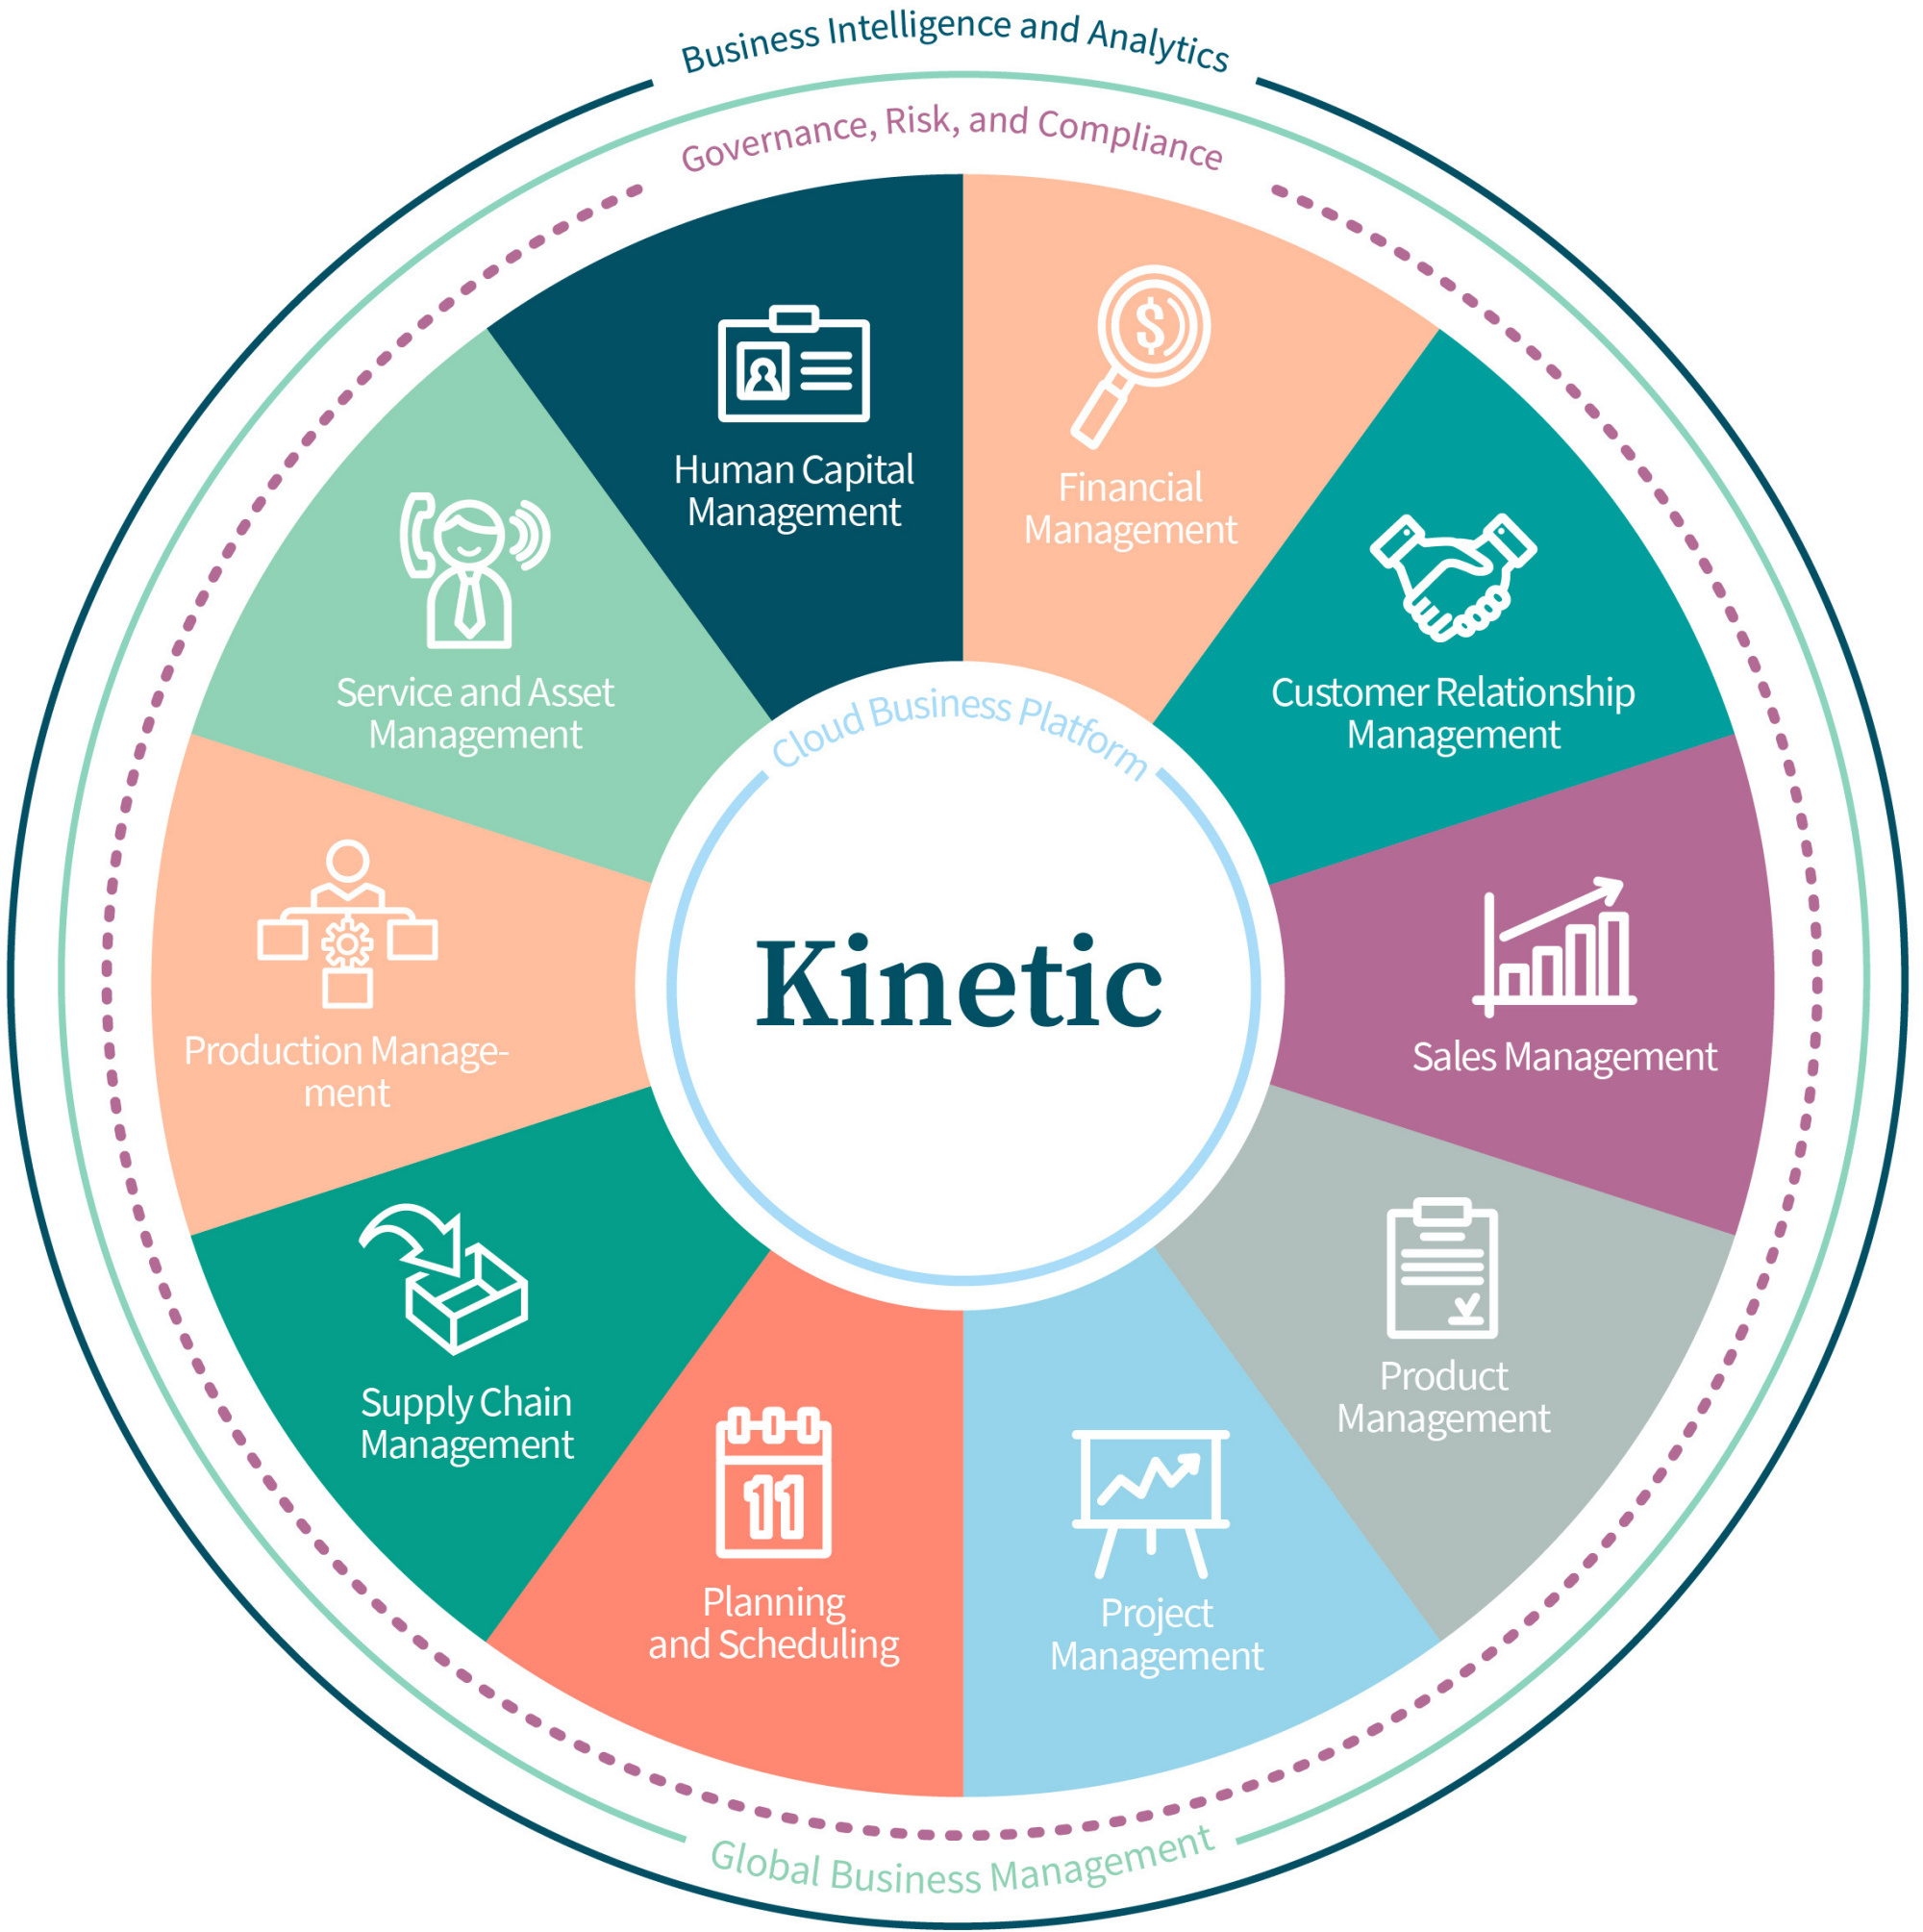 Business Intelligence and Analytics
Governance, Risk, and Compliance
Human Capital
Management
Financial
Management
Customer Relationship
Management
Service and Asset
Management
Cloud Business Platform
Kinetic
Production Manage-
ment
Sales Management
Product
Management
Supply Chain
Management
11
Planning
and Scheduling
$
Project
Management
Global Business Management